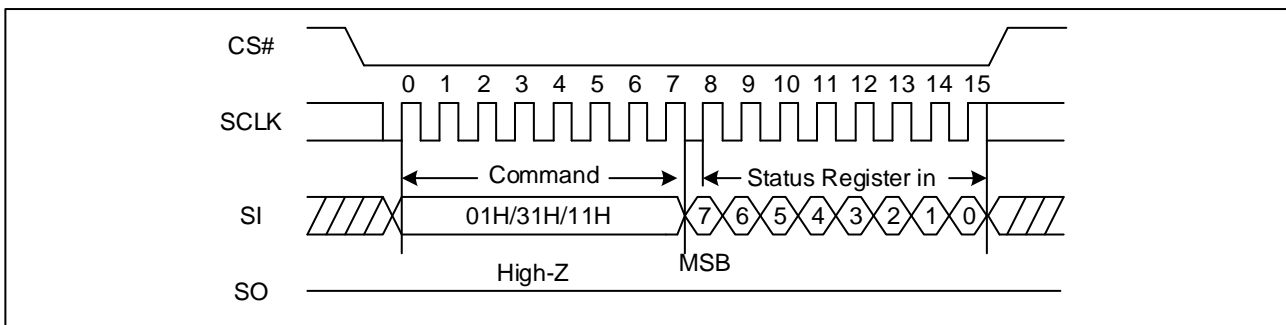 CS#
0 1 2 3 4 5 6 7 8 9 10 11 12 13 14 15
SCLK
Command Status Register in
SI 01H/31H/11H 7 6 5 4 3 2 1 0
High-Z MSB
SO